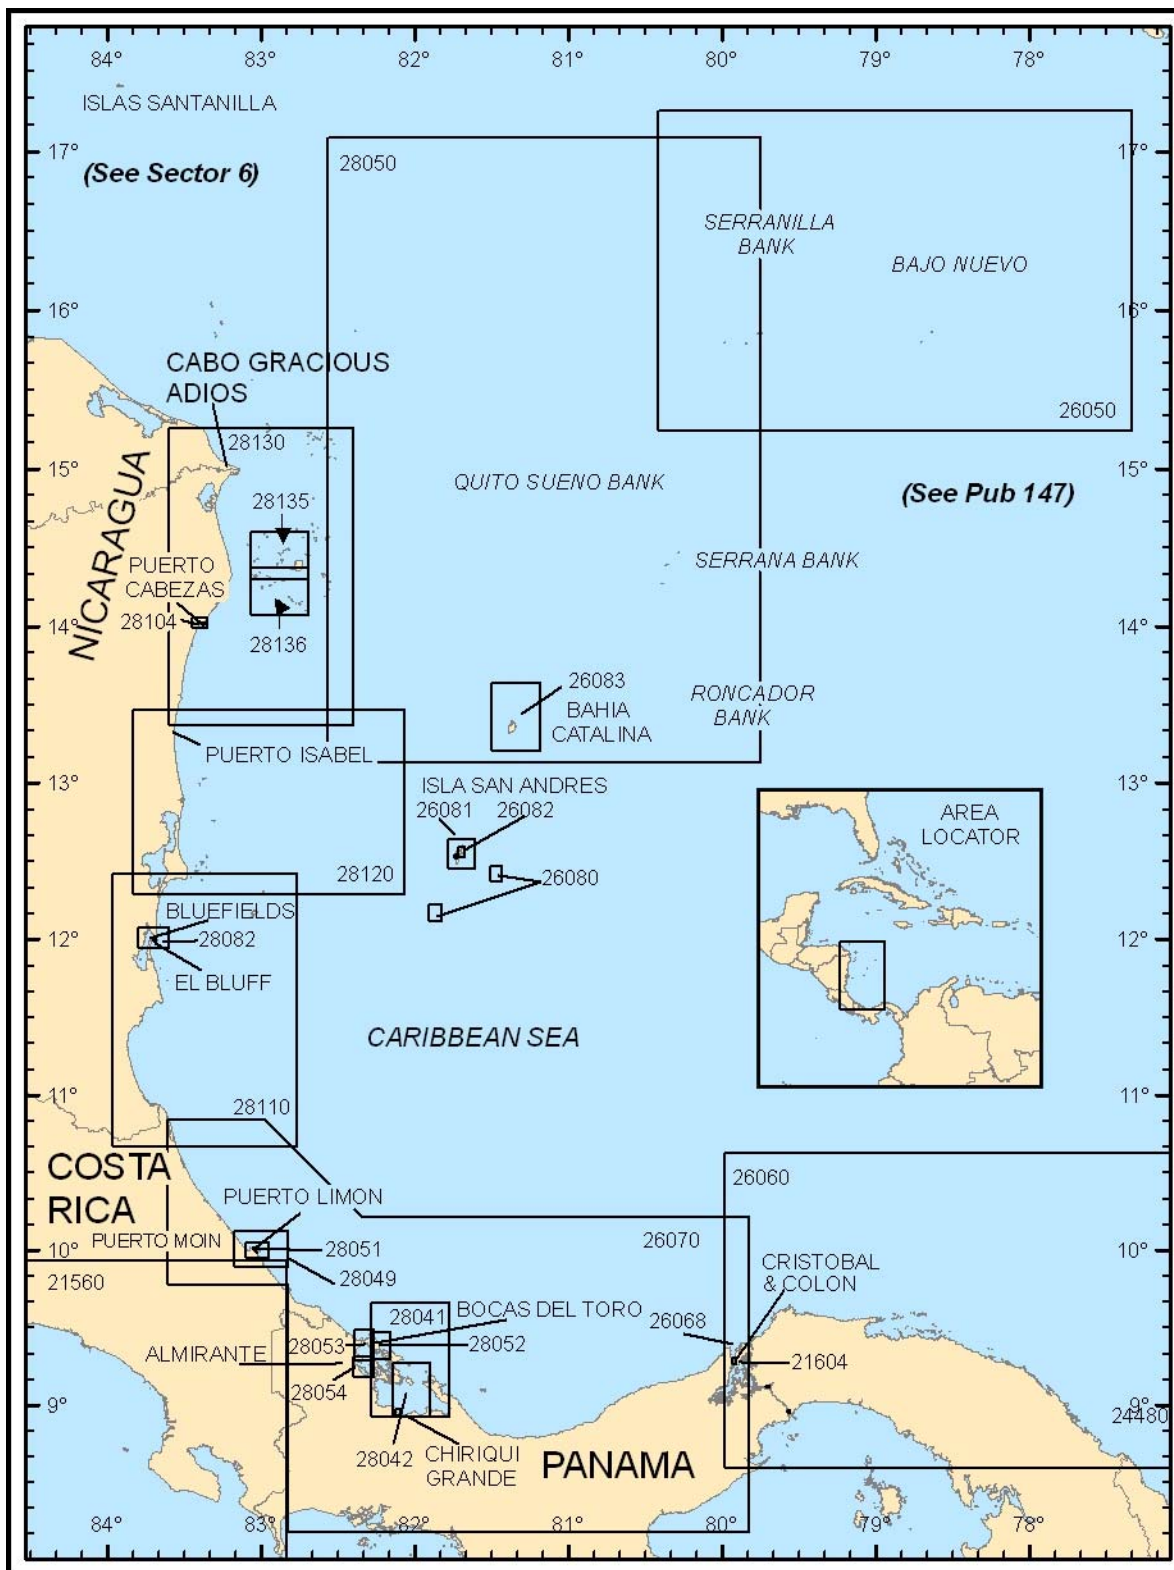 84°
83°
82°
81°
80°
79°
78°
ISLAS SANTANILLA
17°
28050
17°
(See Sector 6)
SERRANILLA
BANK
BAJO NUEVO
16°
16°
CABO GRACIOUS
ADIOS
26050
28130
15°
QUITO SUENO BANK
15°
28135
(See Pub 147)
NICARAGUA
PUERTO
CABEZAS
SERRANA BANK
28104
14°
28136
14°
26083
BAHIA
CATALINA
RONCADOR
BANK
PUERTO ISABEL
13°
13°
ISLA SAN ANDRES
26081
26082
AREA
LOCATOR
28120
26080
BLUEFIELDS
12°
28082
12°
EL BLUFF
CARIBBEAN SEA
11°
28110
11°
COSTA
RICA
PUERTO LIMON
26060
PUERTO MOIN
10°
28051
26070
10°
21560
28049
CRISTOBAL
& COLON
28041
BOCAS DEL TORO
26068
28053
28052
ALMIRANTE
21604
28054
9°
9°
24480
28042
CHIRIQUI
GRANDE
PANAMA
84°
83°
82°
81°
80°
79°
78°